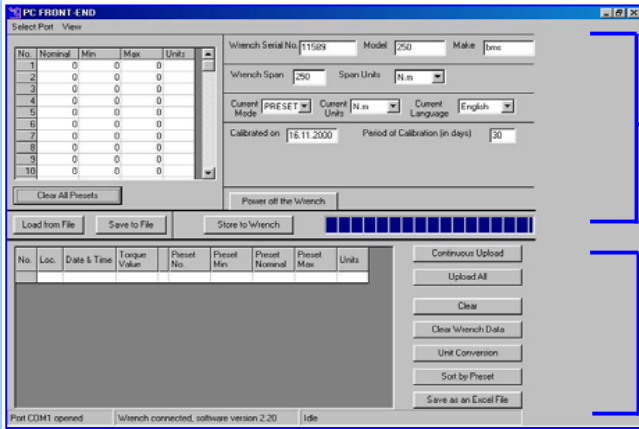 PC FRONT-END
Select Port View
No. Nominal Min Max Units
1 0 0 0
2 0 0 0
3 0 0 0
4 0 0 0
5 0 0 0
6 0 0 0
7 0 0 0
8 0 0 0
9 0 0 0
10 0 0 0
Clear All Presets
Wrench Serial No. 11589 Model 250 Make bms
Wrench Span 250 Span Units N.m
Current Mode PRESET Current Units N.m Current Language English
Calibrated on 16.11.2000 Period of Calibration (in days) 30
Power off the Wrench
Load from File Save to File Store to Wrench
No. Loc. Date & Time Torque Value Preset No. Preset Min Preset Nominal Preset Max Units
Continuous Upload
Upload All
Clear
Clear Wrench Data
Unit Conversion
Sort by Preset
Save as an Excel File
Port COM1 opened Wrench connected, software version 2.20 Idle